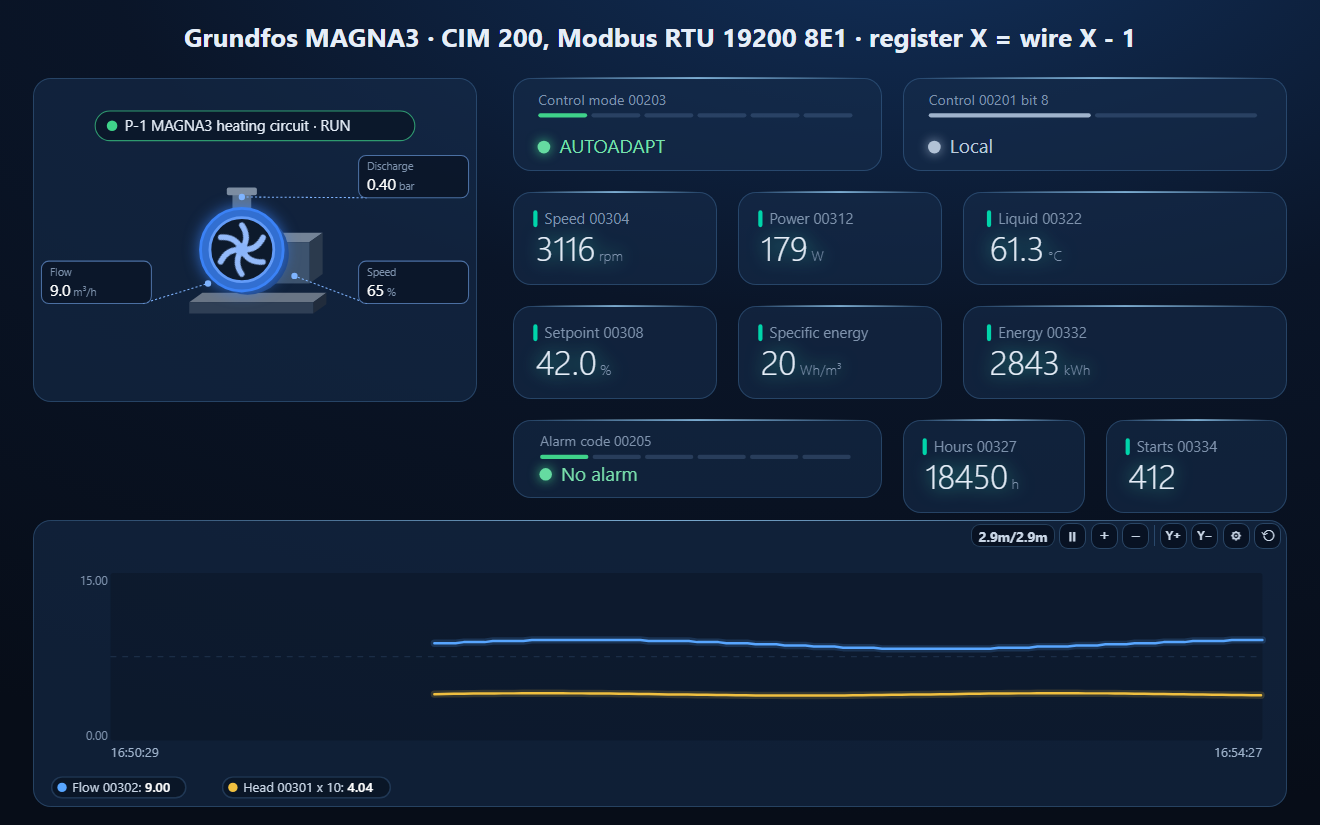 Grundfos MAGNA3 · CIM 200, Modbus RTU 19200 8E1 · register X = wire X - 1
P-1 MAGNA3 heating circuit · RUN
Discharge
0.40 bar
Flow
9.0 m³/h
Speed
65 %
Control mode 00203
AUTOADAPT
Control 00201 bit 8
Local
Speed 00304
3116 rpm
Power 00312
179 W
Liquid 00322
61.3 °C
Setpoint 00308
42.0 %
Specific energy
20 Wh/m³
Energy 00332
2843 kWh
Alarm code 00205
No alarm
Hours 00327
18450 h
Starts 00334
412
2.9m/2.9m
+
−
Y+
Y−
15.00
0.00
16:50:29
16:54:27
Flow 00302: 9.00
Head 00301 x 10: 4.04